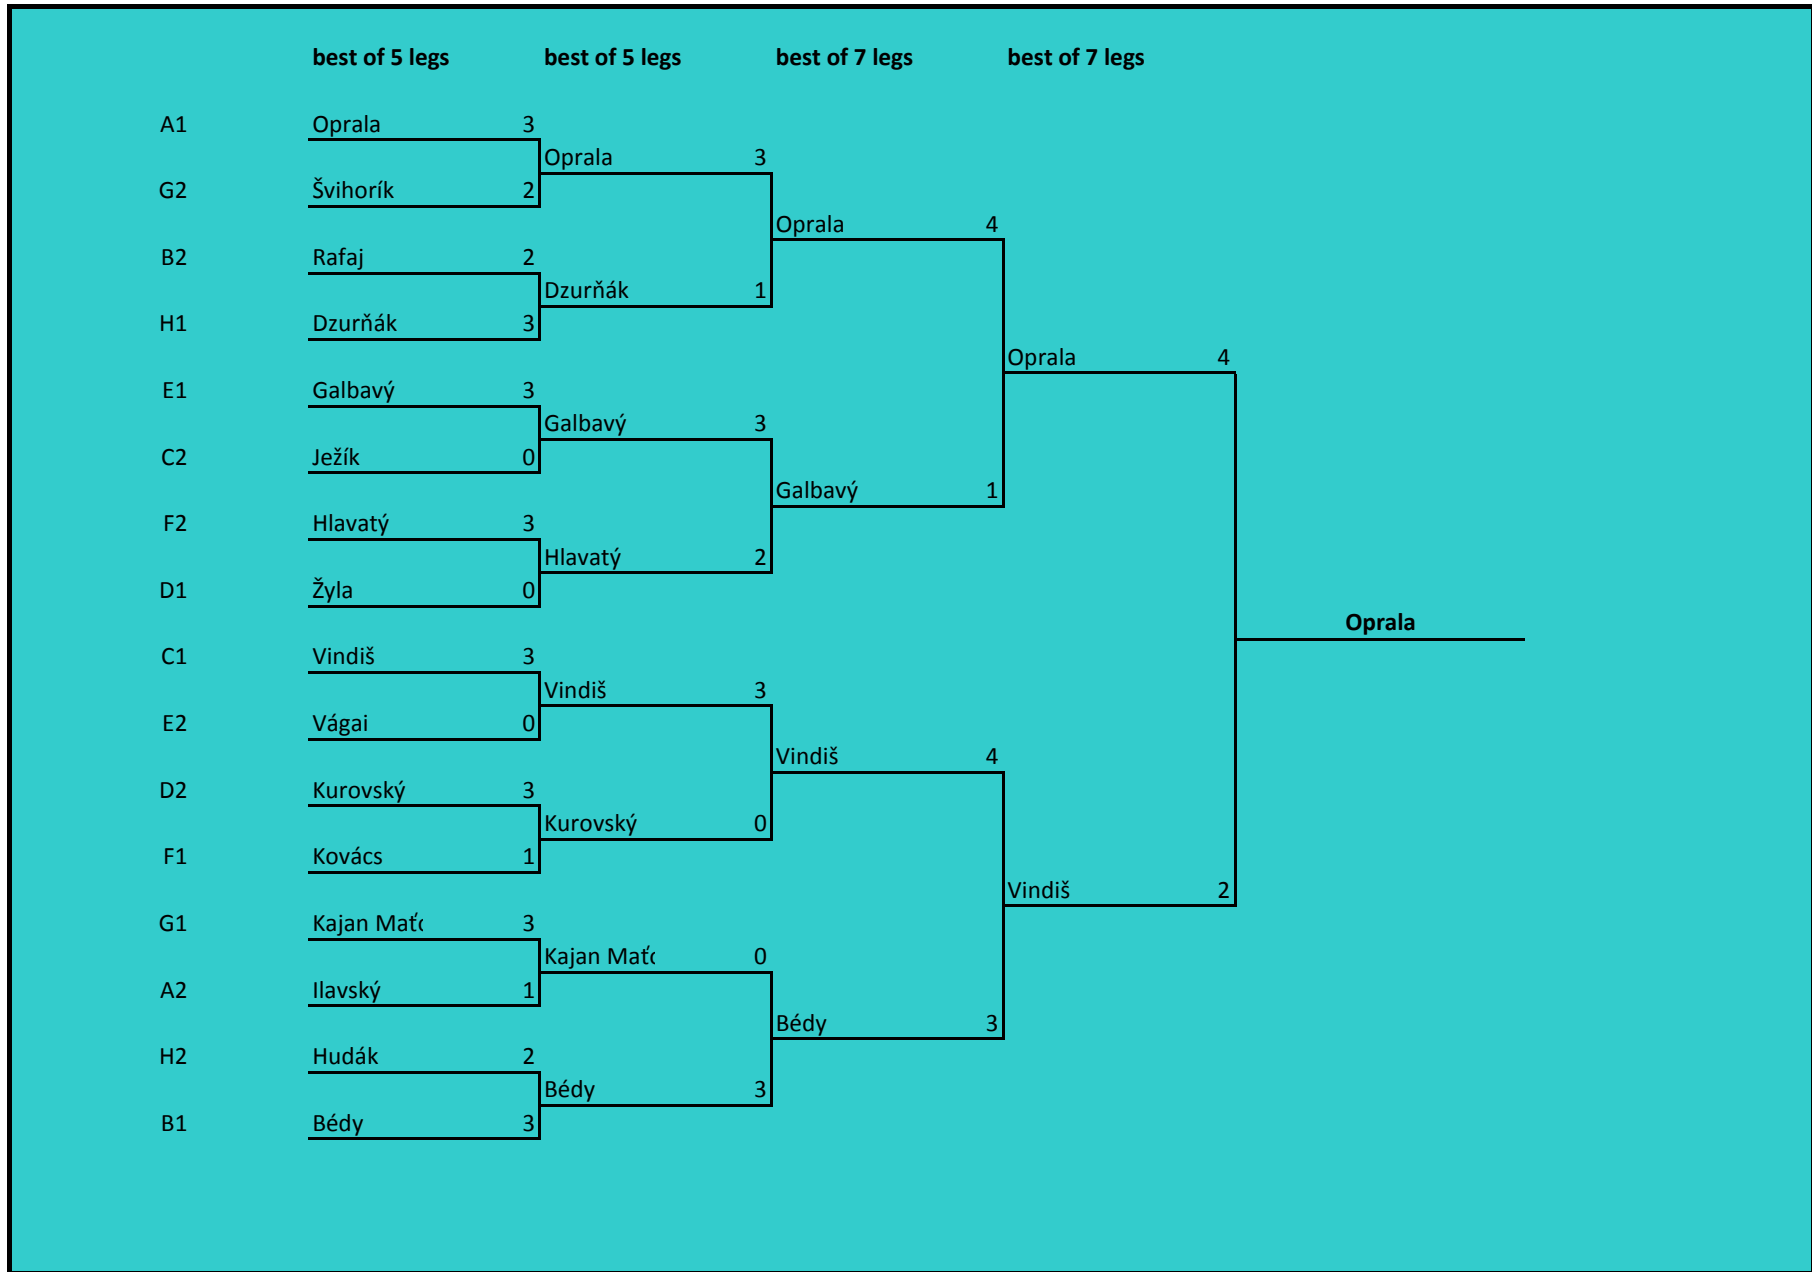 best of 5 legs best of 5 legs best of 7 legs best of 7 legs
A1 Oprala 3
Oprala 3
G2 Švihorík 2
Oprala 4
B2 Rafaj 2
Dzurňák 1
H1 Dzurňák 3
Oprala 4
E1 Galbavý 3
Galbavý 3
C2 Ježík 0
Galbavý 1
F2 Hlavatý 3
Hlavatý 2
D1 Žyla 0
Oprala
C1 Vindiš 3
Vindiš 3
E2 Vágai 0
Vindiš 4
D2 Kurovský 3
Kurovský 0
F1 Kovács 1
Vindiš 2
G1 Kajan 3
Kajan 0
A2 Ilavský 1
Bédy 3
H2 Hudák 2
Bédy 3
B1 Bédy 3